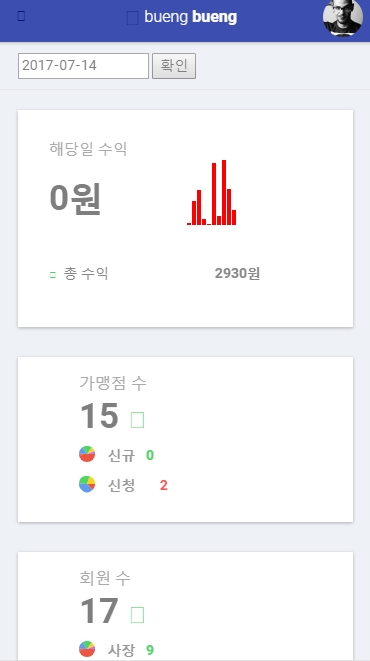 bueng bueng
2017-07-14 확인
해당일 수익
0원
총 수익 2930원
가맹점 수
15
신규 0
신청 2
회원 수
17
사장 9